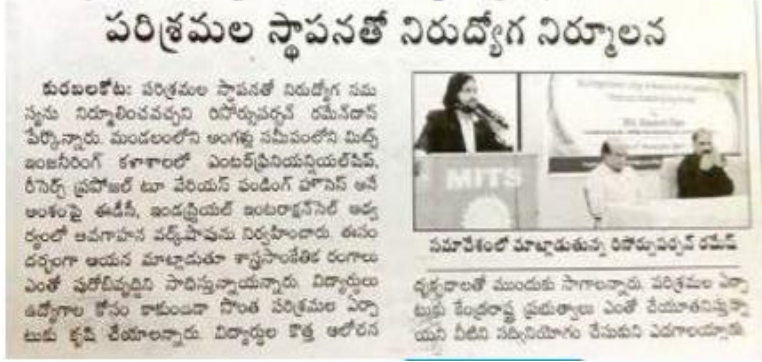 పరిశ్రమల స్థాపనతో నిరుద్యోగ నిర్మూలన
కురబలకోట: పరిశ్రమల స్థాపనతో నిరుద్యోగ సమ
స్యను నిర్మూలించవచ్చని రిసోర్సుపర్సన్ రమేన్‌దాస్
పేర్కొన్నారు. మండలంలోని అంగళ్లు సమీపంలోని మిట్స్
ఇంజనీరింగ్ కళాశాలలో ఎంటర్‌ప్రినియన్షియల్‌షిప్,
రీసెర్చ్ ప్రపోజల్ టూ వేరియస్ ఫండింగ్ హౌసెస్ అనే
అంశంపై ఈడీసీ, ఇండస్ట్రియల్ ఇంటరాక్షన్‌సెల్ ఆధ్వ
ర్యంలో అవగాహన వర్క్‌షాపును నిర్వహించారు. ఈసం
దర్భంగా ఆయన మాట్లాడుతూ శాస్త్రసాంకేతిక రంగాలు
ఎంతో పురోభివృద్ధిని సాధిస్తున్నాయన్నారు. విద్యార్థులు
ఉద్యోగాల కోసం కాకుండా సొంత పరిశ్రమల ఏర్పా
టుకు కృషి చేయాలన్నారు. విద్యార్థుల కొత్త ఆలోచన
MITS
సమావేశంలో మాట్లాడుతున్న రిసోర్సుపర్సన్ రమేష్
దృక్పథాలతో ముందుకు సాగాలన్నారు. పరిశ్రమల ఏర్పా
టుకు కేంద్రరాష్ట్ర ప్రభుత్వాలు ఎంతో చేయూతనిస్తున్నా
యని వీటిని సద్వినియోగం చేసుకుని ఎదగాలన్నారు.